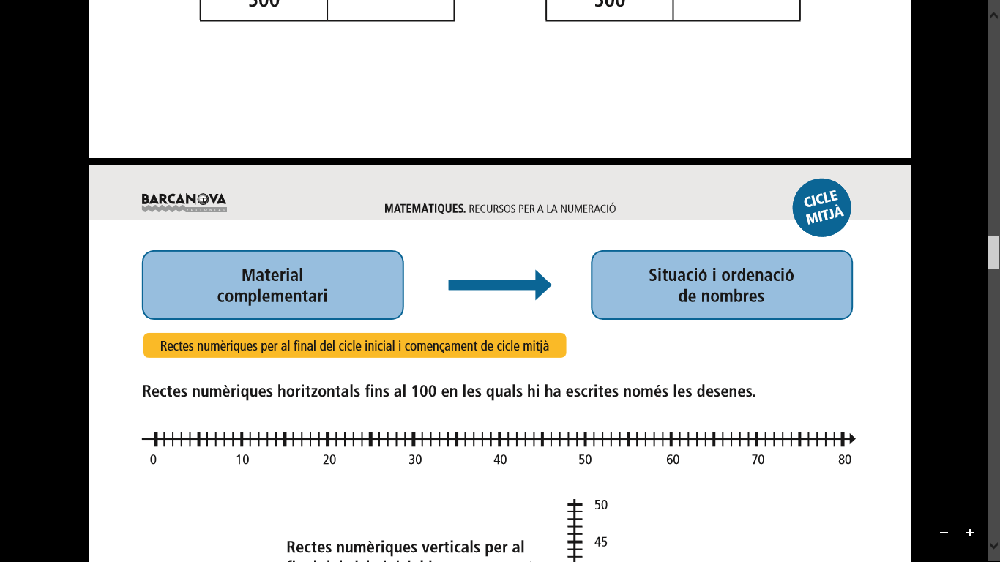 500 500
BARCANOVA
EDITORIAL
MATEMÀTIQUES. RECURSOS PER A LA NUMERACIÓ
CICLE
MITJÀ
Material
complementari
Situació i ordenació
de nombres
Rectes numèriques per al final del cicle inicial i començament de cicle mitjà
Rectes numèriques horitzontals fins al 100 en les quals hi ha escrites només les desenes.
0 10 20 30 40 50 60 70 80
50
45
Rectes numèriques verticals per al